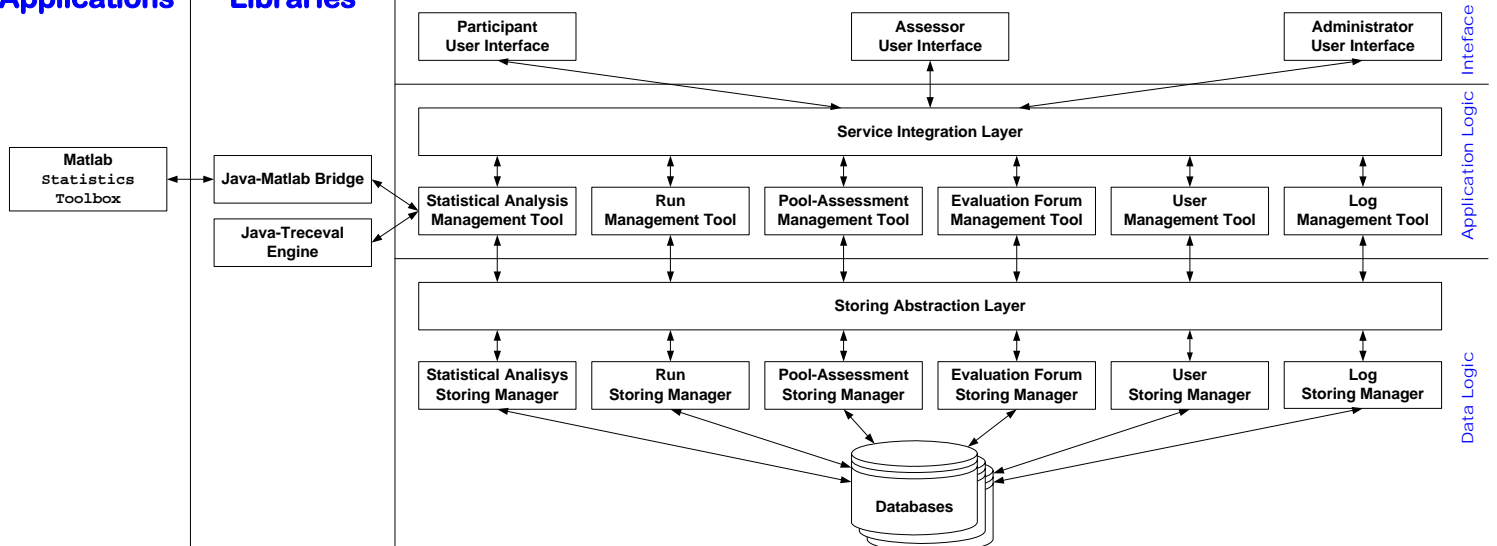 Applications
Libraries
Participant
User Interface
Assessor
User Interface
Administrator
User Interface
Inteface
Service Integration Layer
Application Logic
Matlab
Statistics
Toolbox
Java-Matlab Bridge
Java-Treceval
Engine
Statistical Analysis
Management Tool
Run
Management Tool
Pool-Assessment
Management Tool
Evaluation Forum
Management Tool
User
Management Tool
Log
Management Tool
Storing Abstraction Layer
Statistical Analisys
Storing Manager
Run
Storing Manager
Pool-Assessment
Storing Manager
Evaluation Forum
Storing Manager
User
Storing Manager
Log
Storing Manager
Data Logic
Databases